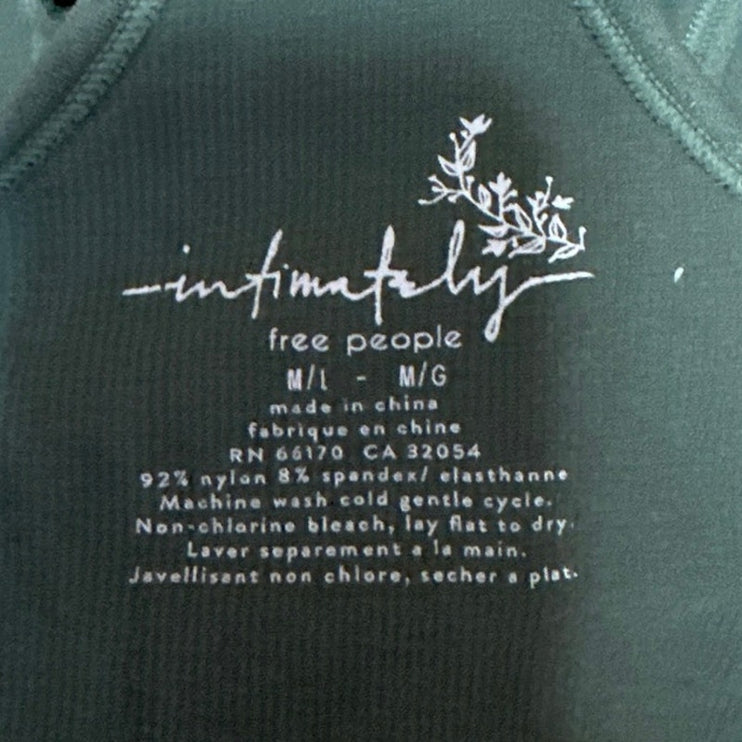 intimately
free people
M/L - M/G
made in china
fabrique en chine
RN 66170 CA 32054
92% nylon 8% spandex/ elasthanne
Machine wash cold gentle cycle.
Non-chlorine bleach, lay flat to dry.
Laver separement a la main.
Javellisant non chlore, secher a plat.